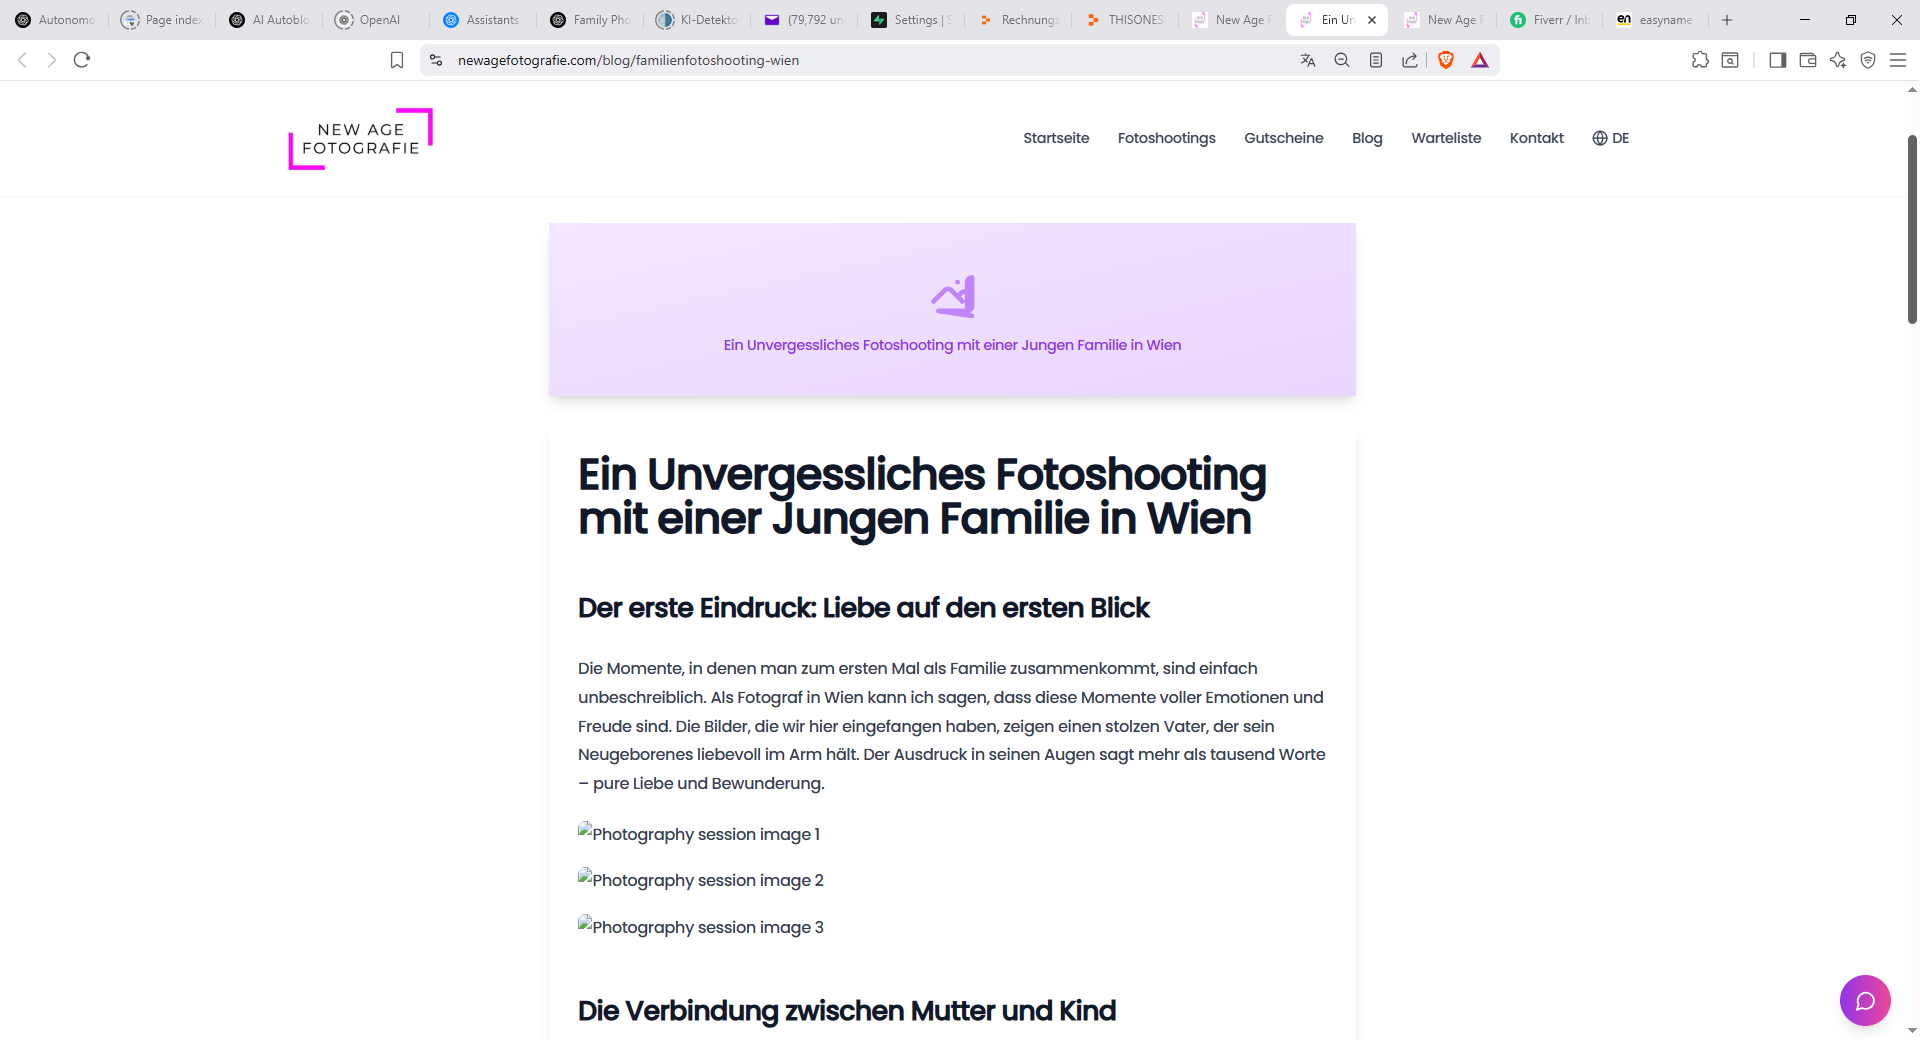 Autonomo
Page index
AI Autoblo
OpenAI
Assistants
Family Pho
KI-Detekto
(79,792 un
Settings | S
Rechnungs
THISONES
New Age F
Ein Un
New Age F
Fiverr / Inb
easyname
newagefotografie.com/blog/familienfotoshooting-wien
NEW AGE
FOTOGRAFIE
Startseite
Fotoshootings
Gutscheine
Blog
Warteliste
Kontakt
DE
Ein Unvergessliches Fotoshooting mit einer Jungen Familie in Wien
Ein Unvergessliches Fotoshooting
mit einer Jungen Familie in Wien
Der erste Eindruck: Liebe auf den ersten Blick
Die Momente, in denen man zum ersten Mal als Familie zusammenkommt, sind einfach
unbeschreiblich. Als Fotograf in Wien kann ich sagen, dass diese Momente voller Emotionen und
Freude sind. Die Bilder, die wir hier eingefangen haben, zeigen einen stolzen Vater, der sein
Neugeborenes liebevoll im Arm hält. Der Ausdruck in seinen Augen sagt mehr als tausend Worte
– pure Liebe und Bewunderung.
Photography session image 1
Photography session image 2
Photography session image 3
Die Verbindung zwischen Mutter und Kind